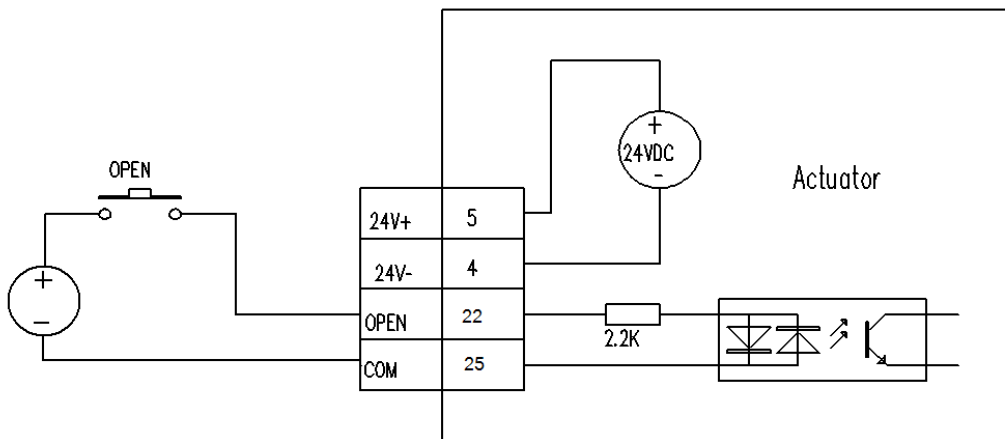 OPEN
+
−
24V+ 5
24V- 4
OPEN 22
COM 25
+
24VDC
-
Actuator
2.2K